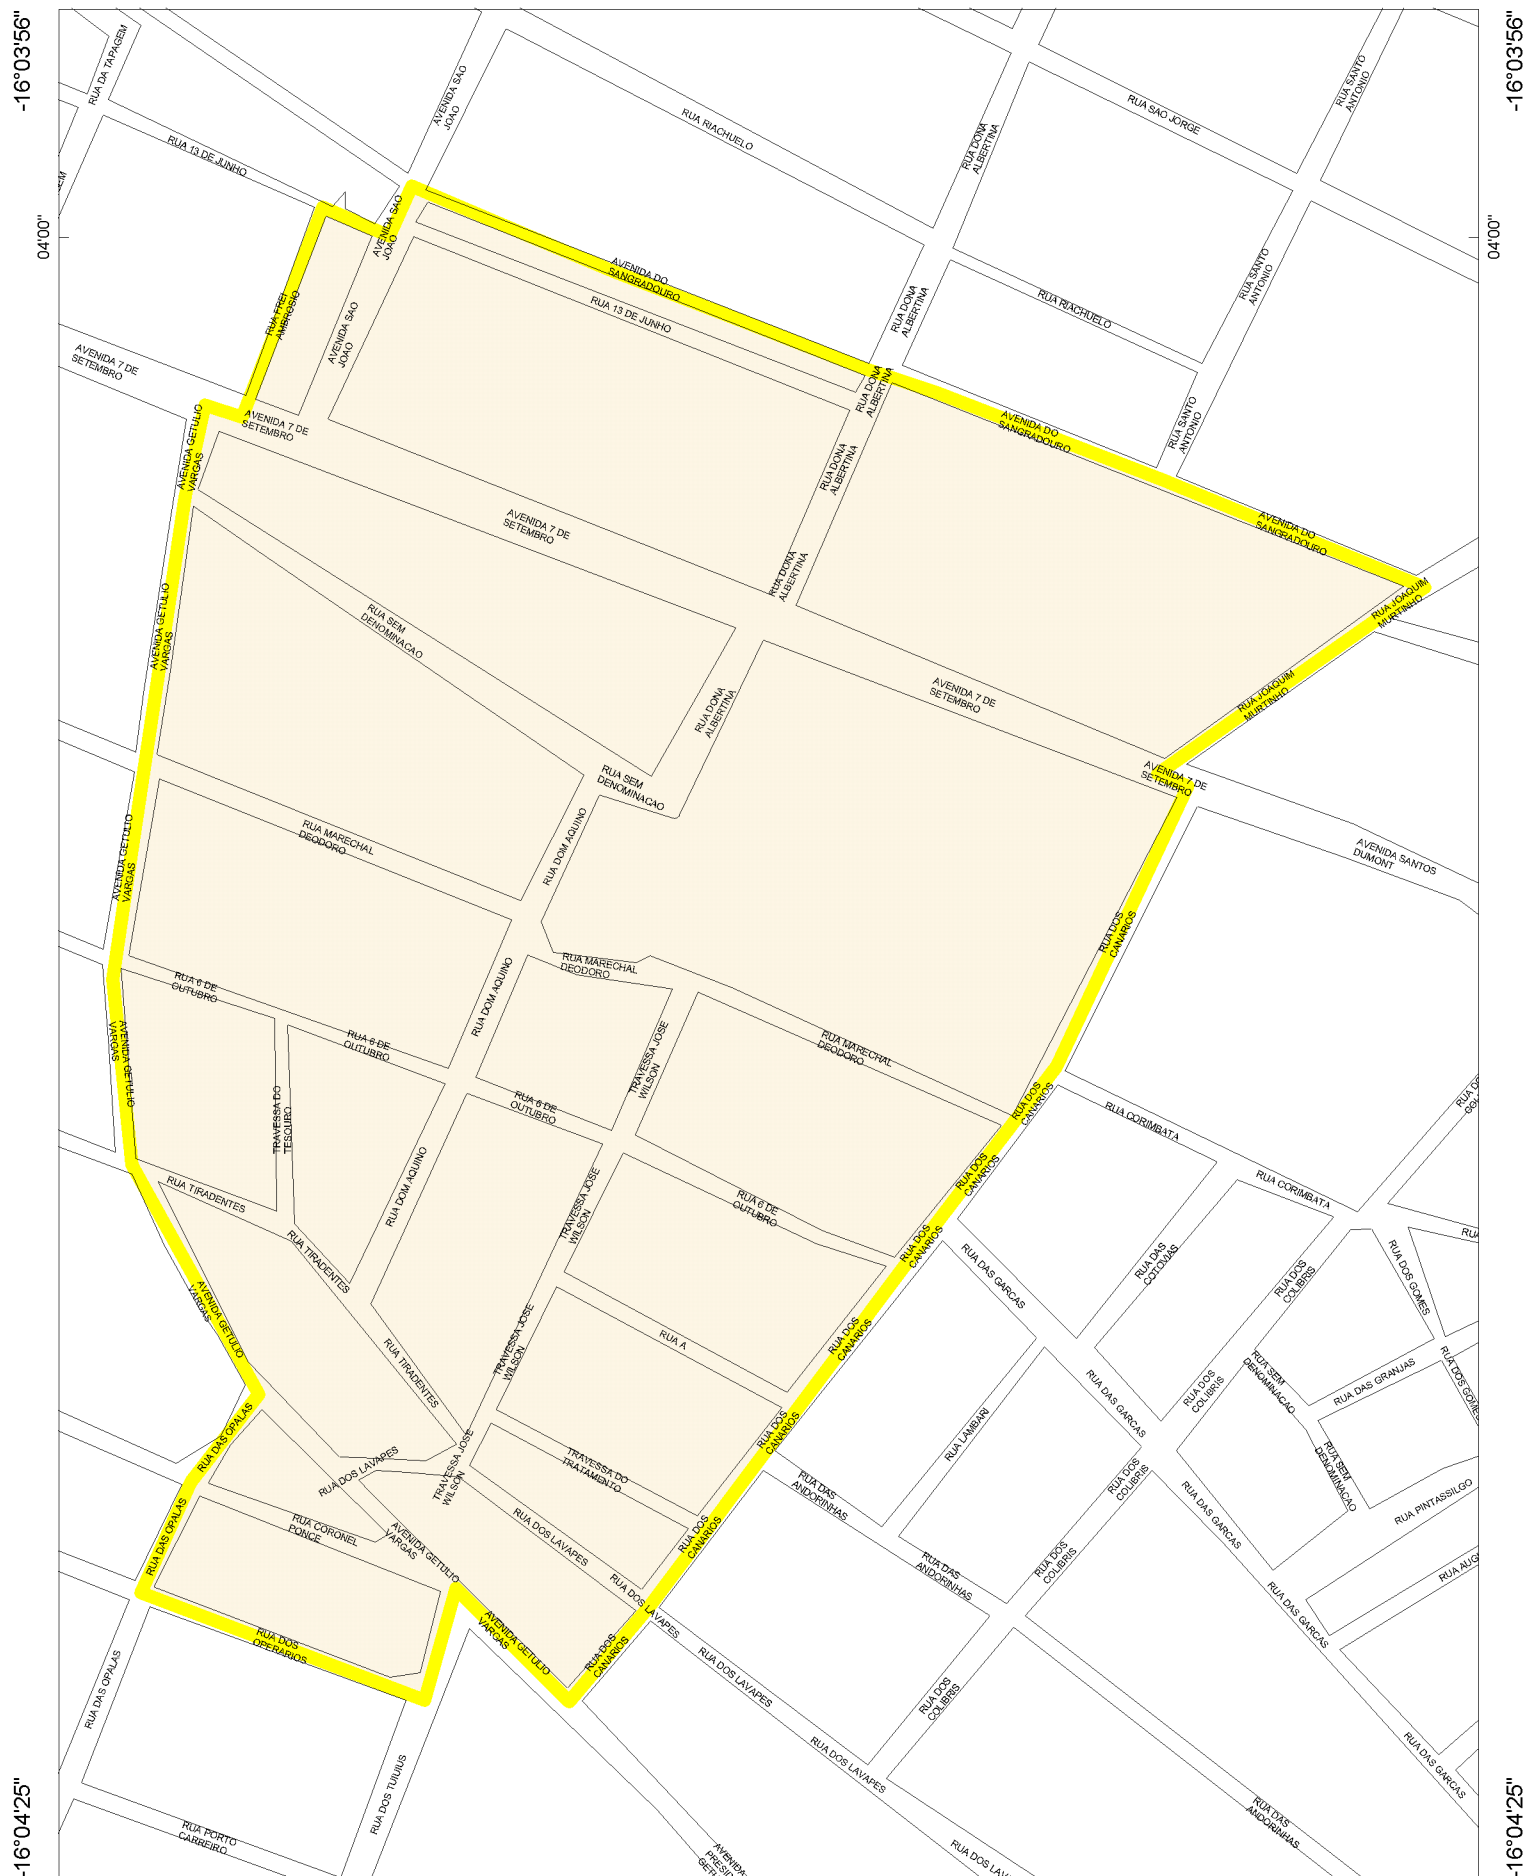 -16°03'56"
-16°03'56"
RUA DA TAPAGEM
AVENIDA SAO
JOAO
RUA RIACHUELO
RUA SAO JORGE
RUA SANTO
ANTONIO
RUA DONA
ALBERTINA
RUA 13 DE JUNHO
04'00"
04'00"
AVENIDA SAO
JOAO
AVENIDA DO
SANGRADOURO
RUA SANTO
ANTONIO
RUA FREI
AMBROSIO
AVENIDA SAO
JOAO
RUA 13 DE JUNHO
RUA DONA
ALBERTINA
RUA RIACHUELO
AVENIDA 7 DE
SETEMBRO
RUA DONA
ALBERTINA
AVENIDA GETULIO
VARGAS
AVENIDA 7 DE
SETEMBRO
AVENIDA DO
SANGRADOURO
RUA SANTO
ANTONIO
RUA DONA
ALBERTINA
AVENIDA 7 DE
SETEMBRO
AVENIDA DO
SANGRADOURO
RUA DONA
ALBERTINA
RUA JOAQUIM
MURTINHO
AVENIDA GETULIO
VARGAS
RUA SEM
DENOMINACAO
RUA DONA
ALBERTINA
AVENIDA 7 DE
SETEMBRO
RUA JOAQUIM
MURTINHO
RUA SEM
DENOMINACAO
AVENIDA 7 DE
SETEMBRO
AVENIDA GETULIO
VARGAS
RUA MARECHAL
DEODORO
RUA DOM AQUINO
AVENIDA SANTOS
DUMONT
RUA DOS
CANARIOS
RUA 6 DE
OUTUBRO
RUA DOM AQUINO
RUA MARECHAL
DEODORO
AVENIDA GETULIO
VARGAS
RUA 6 DE
OUTUBRO
TRAVESSA JOSE
WILSON
RUA MARECHAL
DEODORO
TRAVESSA DO
TESOURO
RUA 6 DE
OUTUBRO
RUA DOS
CANARIOS
RUA CORIMBATA
RUA TIRADENTES
RUA DOM AQUINO
TRAVESSA JOSE
WILSON
RUA 6 DE
OUTUBRO
RUA DOS
CANARIOS
RUA CORIMBATA
RUA TIRADENTES
RUA DOS
CANARIOS
RUA DAS GARCAS
RUA DAS
COTOVIAS
RUA DOS
COLIBRIS
RUA DOS GOMES
AVENIDA GETULIO
VARGAS
RUA TIRADENTES
TRAVESSA JOSE
WILSON
RUA A
RUA DOS
CANARIOS
RUA DAS GARCAS
RUA DOS
COLIBRIS
RUA SEM
DENOMINACAO
RUA DAS GRANJAS
RUA DOS GOMES
RUA DAS OPALAS
RUA DOS LAVAPES
TRAVESSA JOSE
WILSON
TRAVESSA DO
TRATAMENTO
RUA DOS
CANARIOS
RUA LAMBARI
RUA DOS
COLIBRIS
RUA SEM
DENOMINACAO
RUA DAS OPALAS
RUA CORONEL
PONCE
AVENIDA GETULIO
VARGAS
RUA DOS LAVAPES
RUA DOS
CANARIOS
RUA DAS
ANDORINHAS
RUA DAS GARCAS
RUA PINTASSILGO
RUA DOS LAVAPES
RUA DAS
ANDORINHAS
RUA DOS
COLIBRIS
RUA DAS GARCAS
RUA DOS
OPERARIOS
AVENIDA GETULIO
VARGAS
RUA DOS
CANARIOS
RUA DAS OPALAS
RUA DOS LAVAPES
RUA DOS
COLIBRIS
RUA DAS GARCAS
RUA DOS TUIUIUS
RUA DOS LAVAPES
RUA PORTO
CARREIRO
RUA DAS
ANDORINHAS
-16°04'25"
-16°04'25"